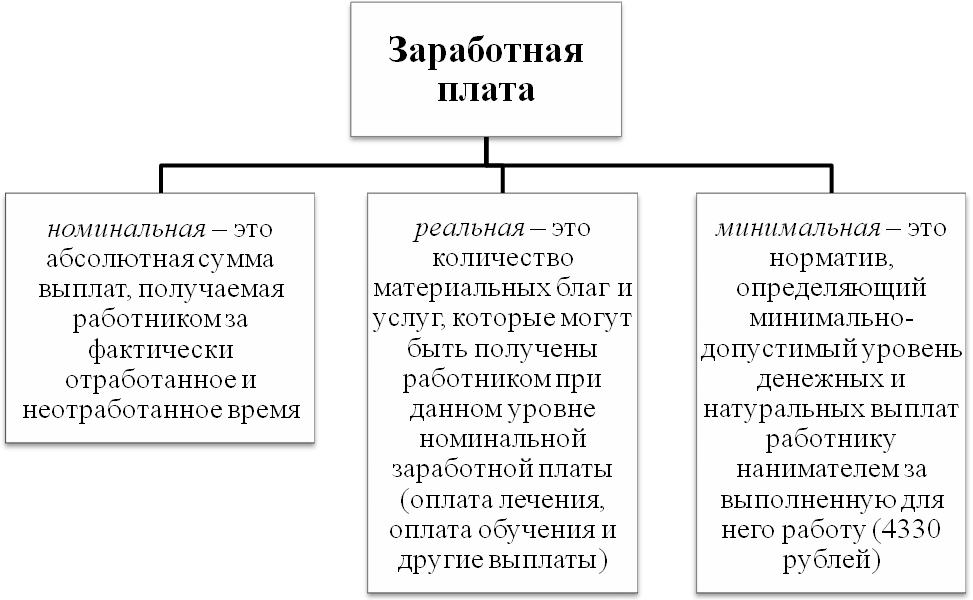 Заработная
плата
номинальная – это
абсолютная сумма
выплат, получаемая
работником за
фактически
отработанное и
неотработанное время
реальная – это
количество
материальных благ и
услуг, которые могут
быть получены
работником при
данном уровне
номинальной
заработной платы
(оплата лечения,
оплата обучения и
другие выплаты)
минимальная – это
норматив,
определяющий
минимально-
допустимый уровень
денежных и
натуральных выплат
работнику
нанимателем за
выполненную для
него работу (4330
рублей)